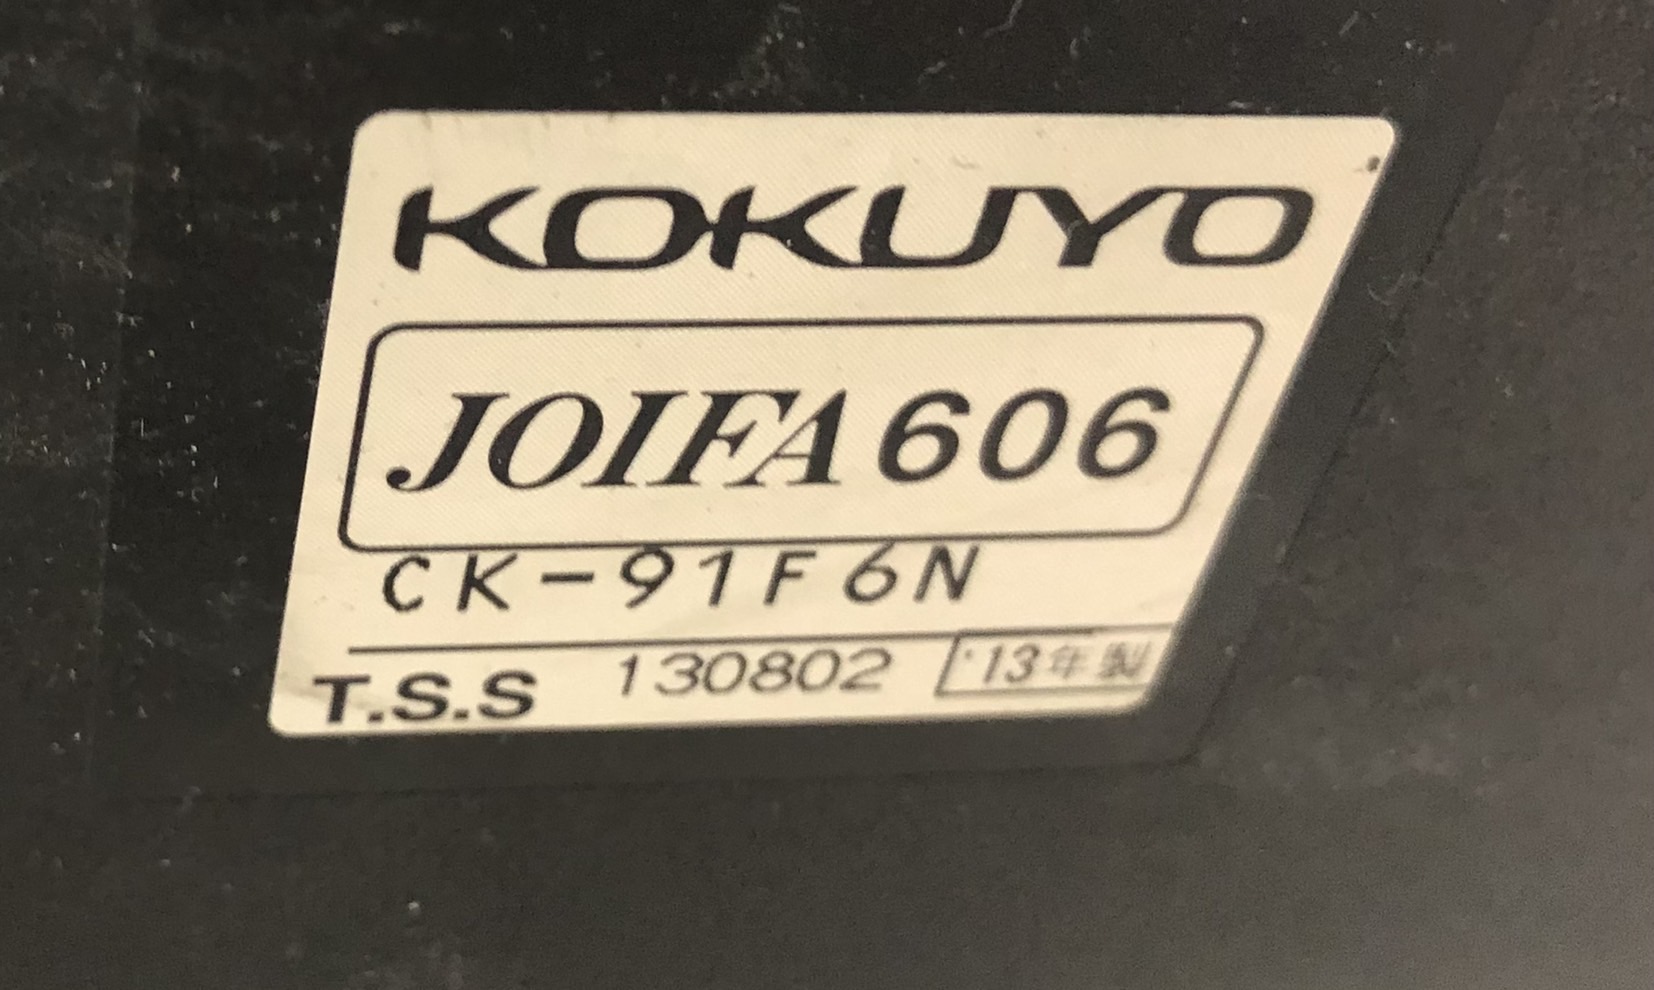 KOKUYO
JOIFA 606
CK-91F6N
T.S.S 130802 '13年製